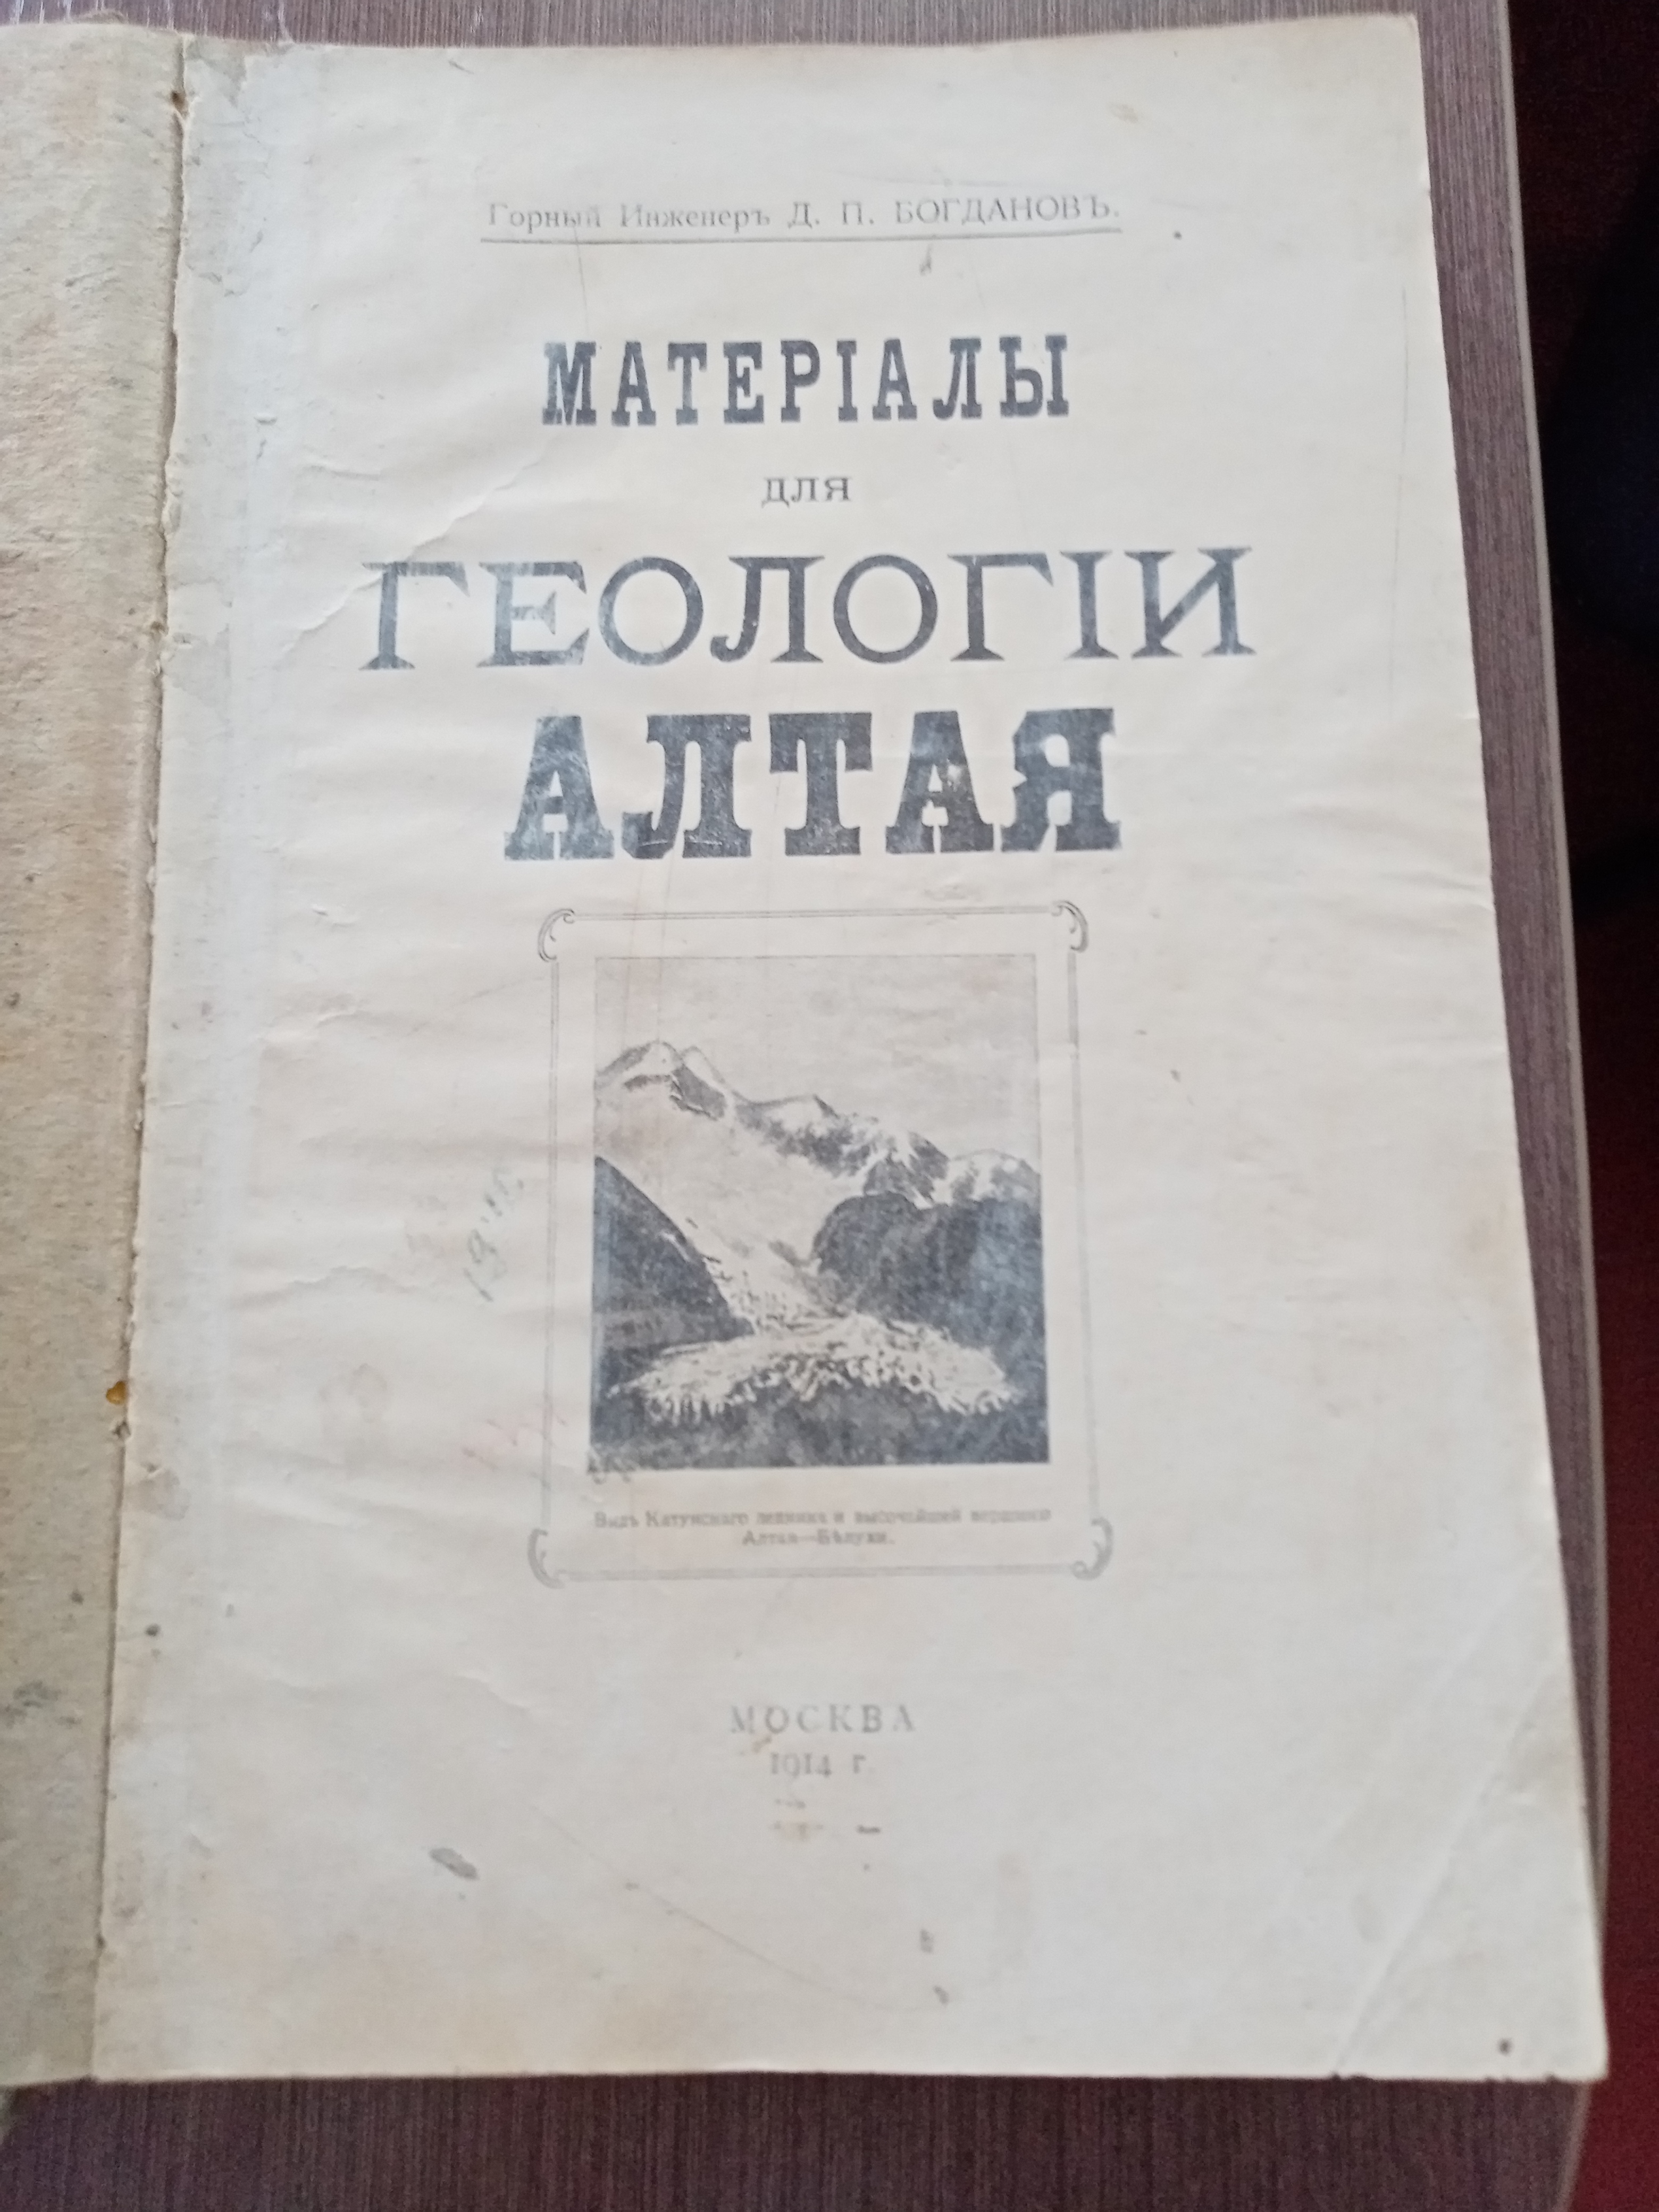 Горный Инженеръ Д. П. БОГДАНОВЪ.
МАТЕРІАЛЫ
для
ГЕОЛОГІИ
АЛТАЯ
Видъ Катунскаго ледника и высочайшей вершины
Алтая—Бѣлухи.
МОСКВА
1914 г.